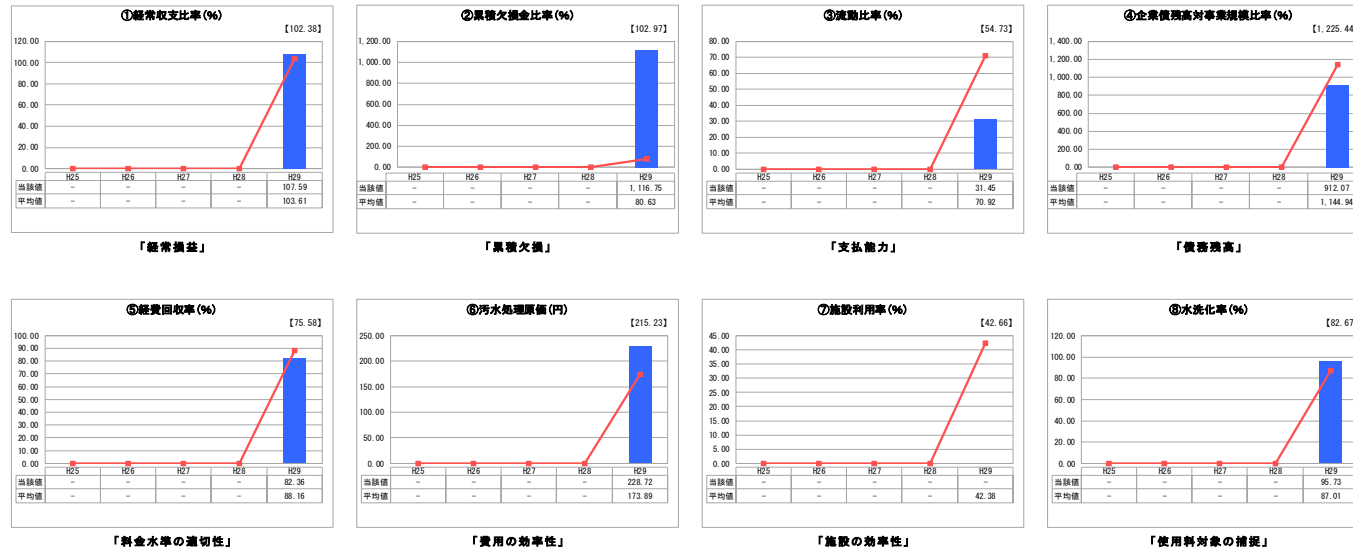 ①経常収支比率(%)
【102.38】
120.00
100.00
80.00
60.00
40.00
20.00
0.00
H25 H26 H27 H28 H29
当該値 - - - - 107.59
平均値 - - - - 103.61
「経常損益」
②累積欠損金比率(%)
【102.97】
1,200.00
1,000.00
800.00
600.00
400.00
200.00
0.00
H25 H26 H27 H28 H29
当該値 - - - - 1,116.75
平均値 - - - - 80.63
「累積欠損」
③流動比率(%)
【54.73】
80.00
70.00
60.00
50.00
40.00
30.00
20.00
10.00
0.00
H25 H26 H27 H28 H29
当該値 - - - - 31.45
平均値 - - - - 70.92
「支払能力」
④企業債残高対事業規模比率(%)
【1,225.44
1,400.00
1,200.00
1,000.00
800.00
600.00
400.00
200.00
0.00
H25 H26 H27 H28 H29
当該値 - - - - 912.07
平均値 - - - - 1,144.94
「債務残高」
⑤経費回収率(%)
【75.58】
100.00
90.00
80.00
70.00
60.00
50.00
40.00
30.00
20.00
10.00
0.00
H25 H26 H27 H28 H29
当該値 - - - - 82.36
平均値 - - - - 88.16
「料金水準の適切性」
⑥汚水処理原価(円)
【215.23】
250.00
200.00
150.00
100.00
50.00
0.00
H25 H26 H27 H28 H29
当該値 - - - - 228.72
平均値 - - - - 173.89
「費用の効率性」
⑦施設利用率(%)
【42.66】
45.00
40.00
35.00
30.00
25.00
20.00
15.00
10.00
5.00
0.00
H25 H26 H27 H28 H29
当該値 - - - - -
平均値 - - - - 42.38
「施設の効率性」
⑧水洗化率(%)
【82.67
120.00
100.00
80.00
60.00
40.00
20.00
0.00
H25 H26 H27 H28 H29
当該値 - - - - 95.73
平均値 - - - - 87.01
「使用料対象の捕捉」